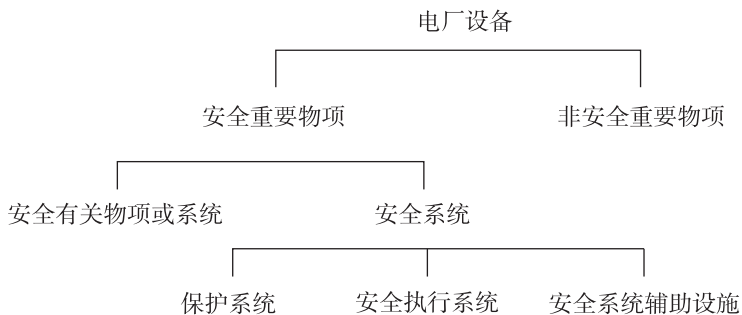 电厂设备
安全重要物项 非安全重要物项
安全有关物项或系统 安全系统
保护系统 安全执行系统 安全系统辅助设施